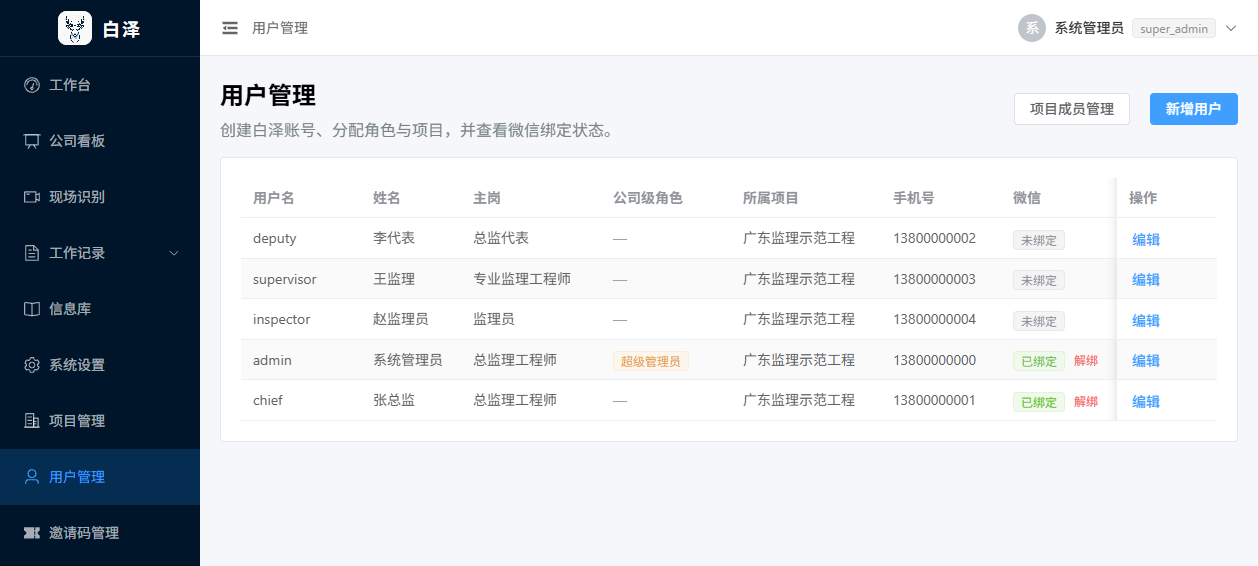 白泽
工作台
公司看板
现场识别
工作记录
信息库
系统设置
项目管理
用户管理
邀请码管理
用户管理
系 系统管理员 super_admin
用户管理
创建白泽账号、分配角色与项目，并查看微信绑定状态。
项目成员管理 新增用户
用户名 姓名 主岗 公司级角色 所属项目 手机号 微信 操作
deputy 李代表 总监代表 — 广东监理示范工程 13800000002 未绑定 编辑
supervisor 王监理 专业监理工程师 — 广东监理示范工程 13800000003 未绑定 编辑
inspector 赵监理员 监理员 — 广东监理示范工程 13800000004 未绑定 编辑
admin 系统管理员 总监理工程师 超级管理员 广东监理示范工程 13800000000 已绑定 解绑 编辑
chief 张总监 总监理工程师 — 广东监理示范工程 13800000001 已绑定 解绑 编辑